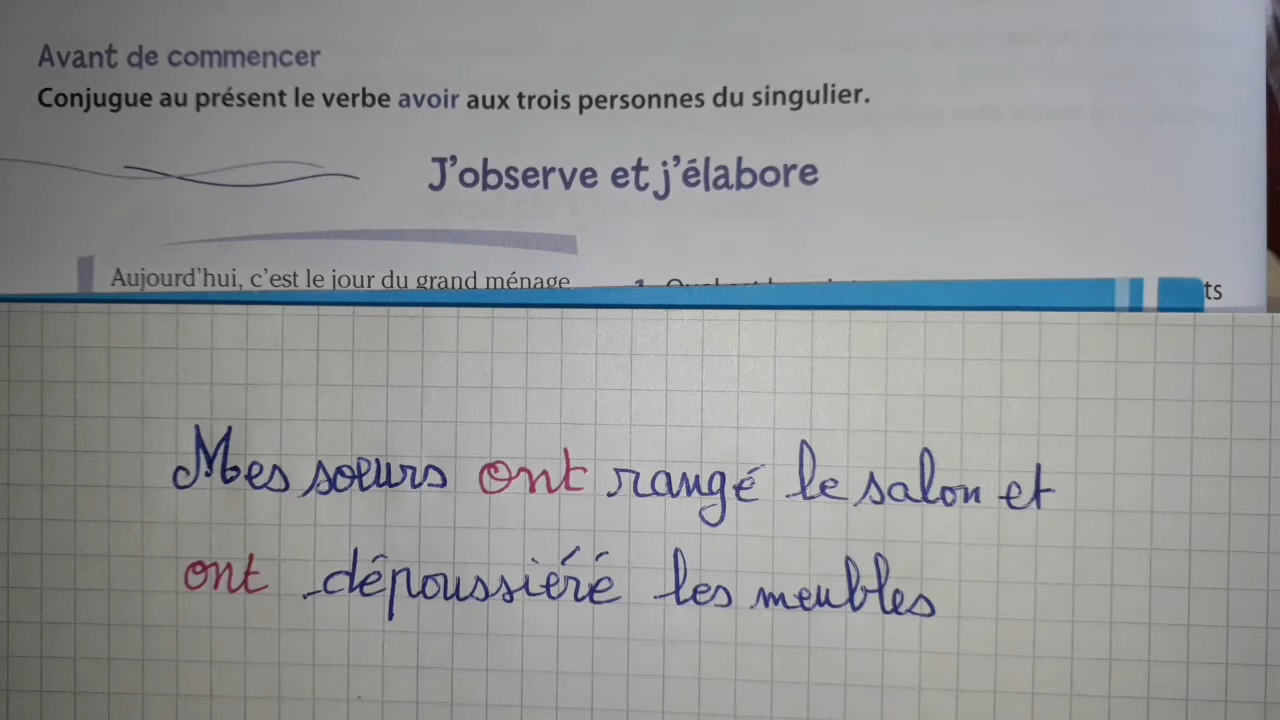 Avant de commencer
Conjugue au présent le verbe avoir aux trois personnes du singulier.
J'observe et j'élabore
Aujourd'hui, c'est le jour du grand ménage
ts
Mes sœurs ont rangé le salon et
ont dépoussiéré les meubles